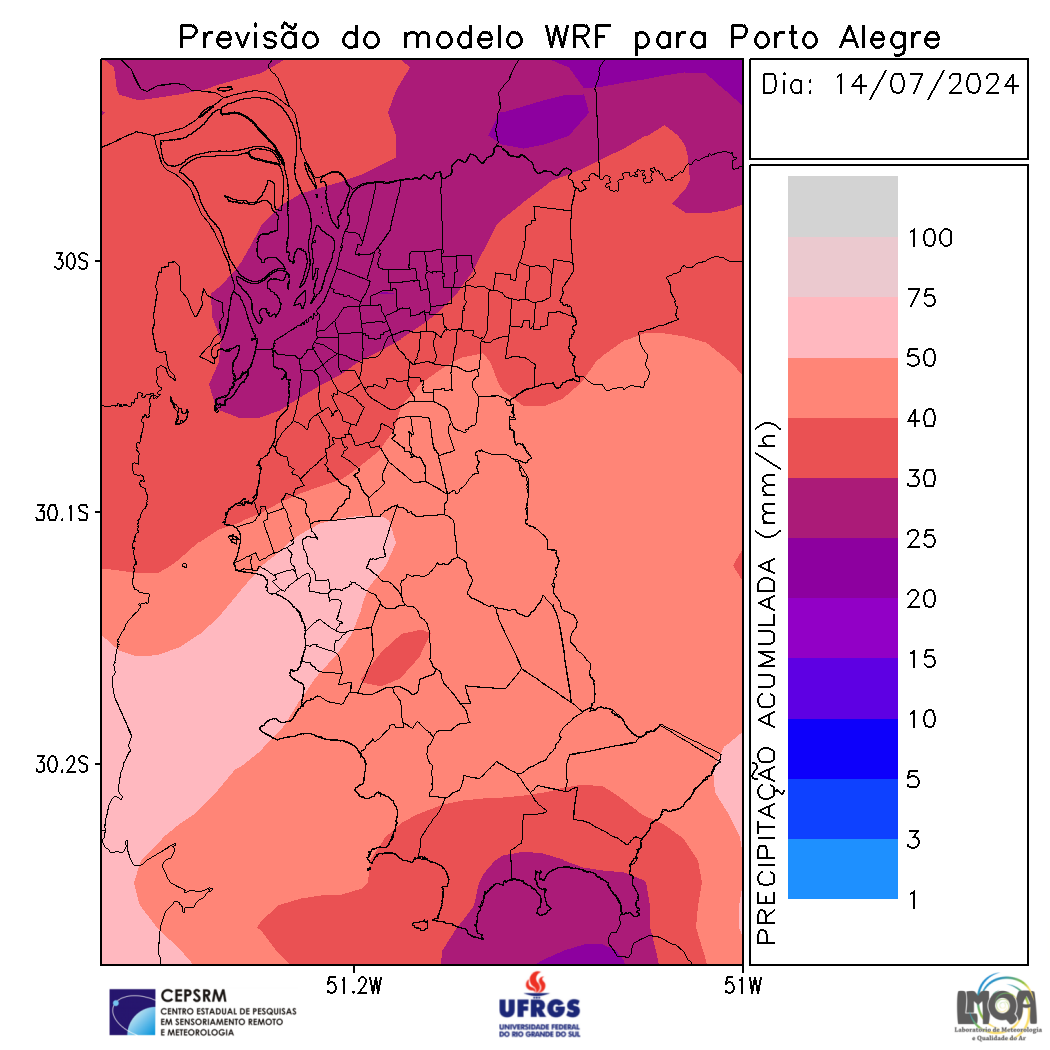 Previsão do modelo WRF para Porto Alegre
Dia: 14/07/2024
30S
30.1S
30.2S
51.2W
51W
PRECIPITAÇÃO ACUMULADA (mm/h)
100
75
50
40
30
25
20
15
10
5
3
1
CEPSRM
CENTRO ESTADUAL DE PESQUISAS
EM SENSORIAMENTO REMOTO
E METEOROLOGIA
UFRGS
UNIVERSIDADE FEDERAL
DO RIO GRANDE DO SUL
LMQA
Laboratório de Meteorologia
e Qualidade do Ar